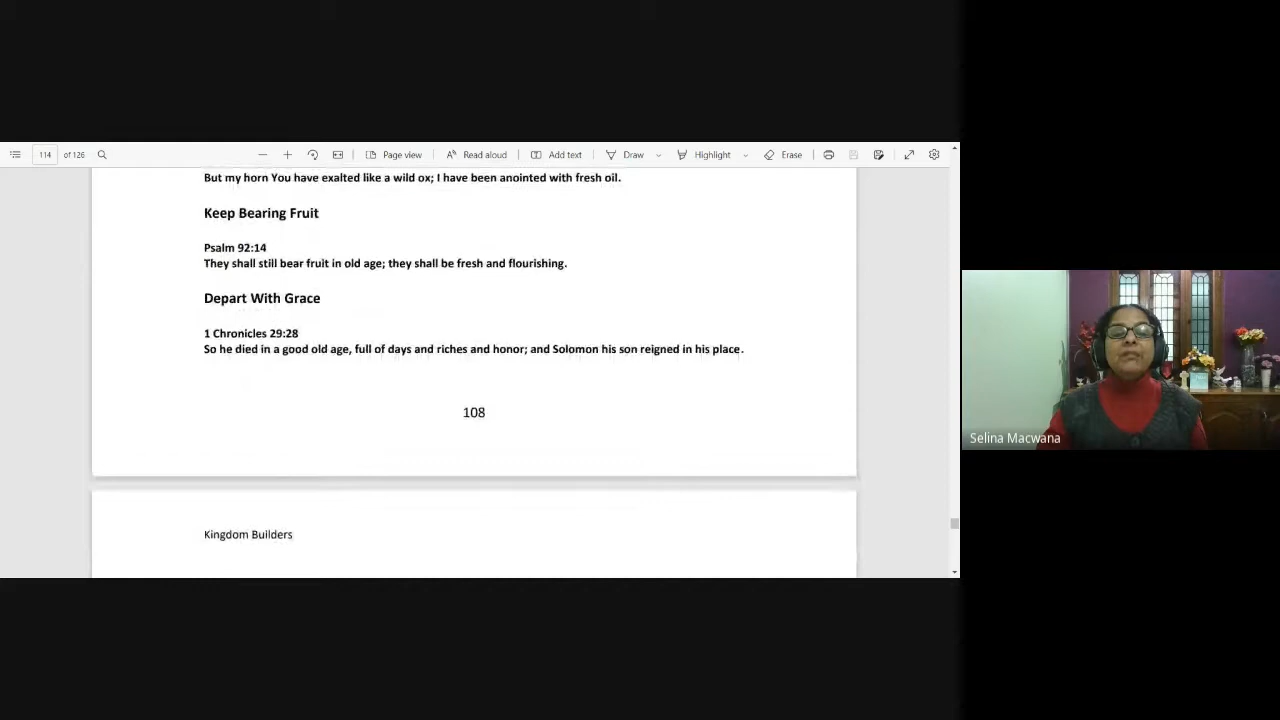 114 of 126 Page view Read aloud Add text Draw Highlight Erase
But my horn You have exalted like a wild ox; I have been anointed with fresh oil.
Keep Bearing Fruit
Psalm 92:14
They shall still bear fruit in old age; they shall be fresh and flourishing.
Depart With Grace
1 Chronicles 29:28
So he died in a good old age, full of days and riches and honor; and Solomon his son reigned in his place.
108
Kingdom Builders
Selina Macwana